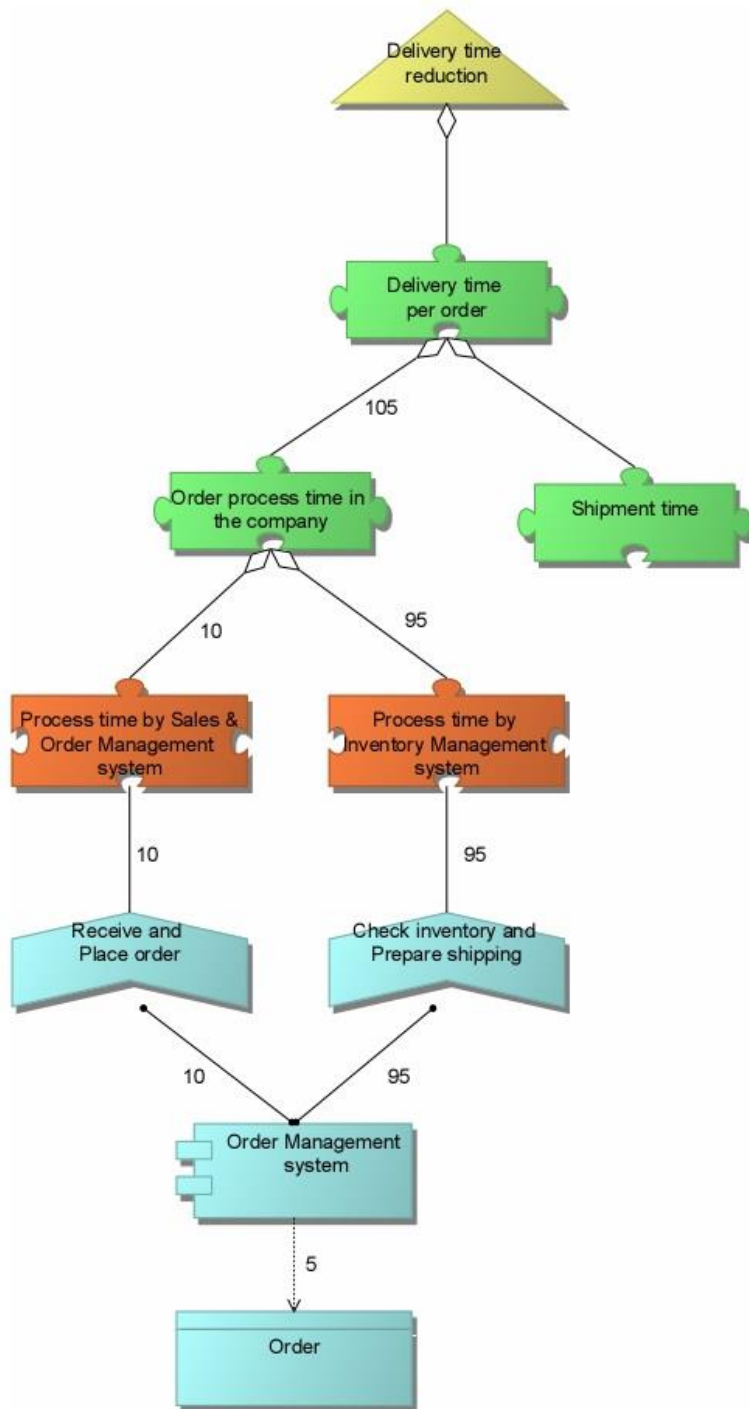 Delivery time
reduction
Delivery time
per order
105
Order process time in
the company
Shipment time
10
95
Process time by Sales &
Order Management
system
Process time by
Inventory Management
system
10
95
Receive and
Place order
Check inventory and
Prepare shipping
10
95
Order Management
system
5
Order